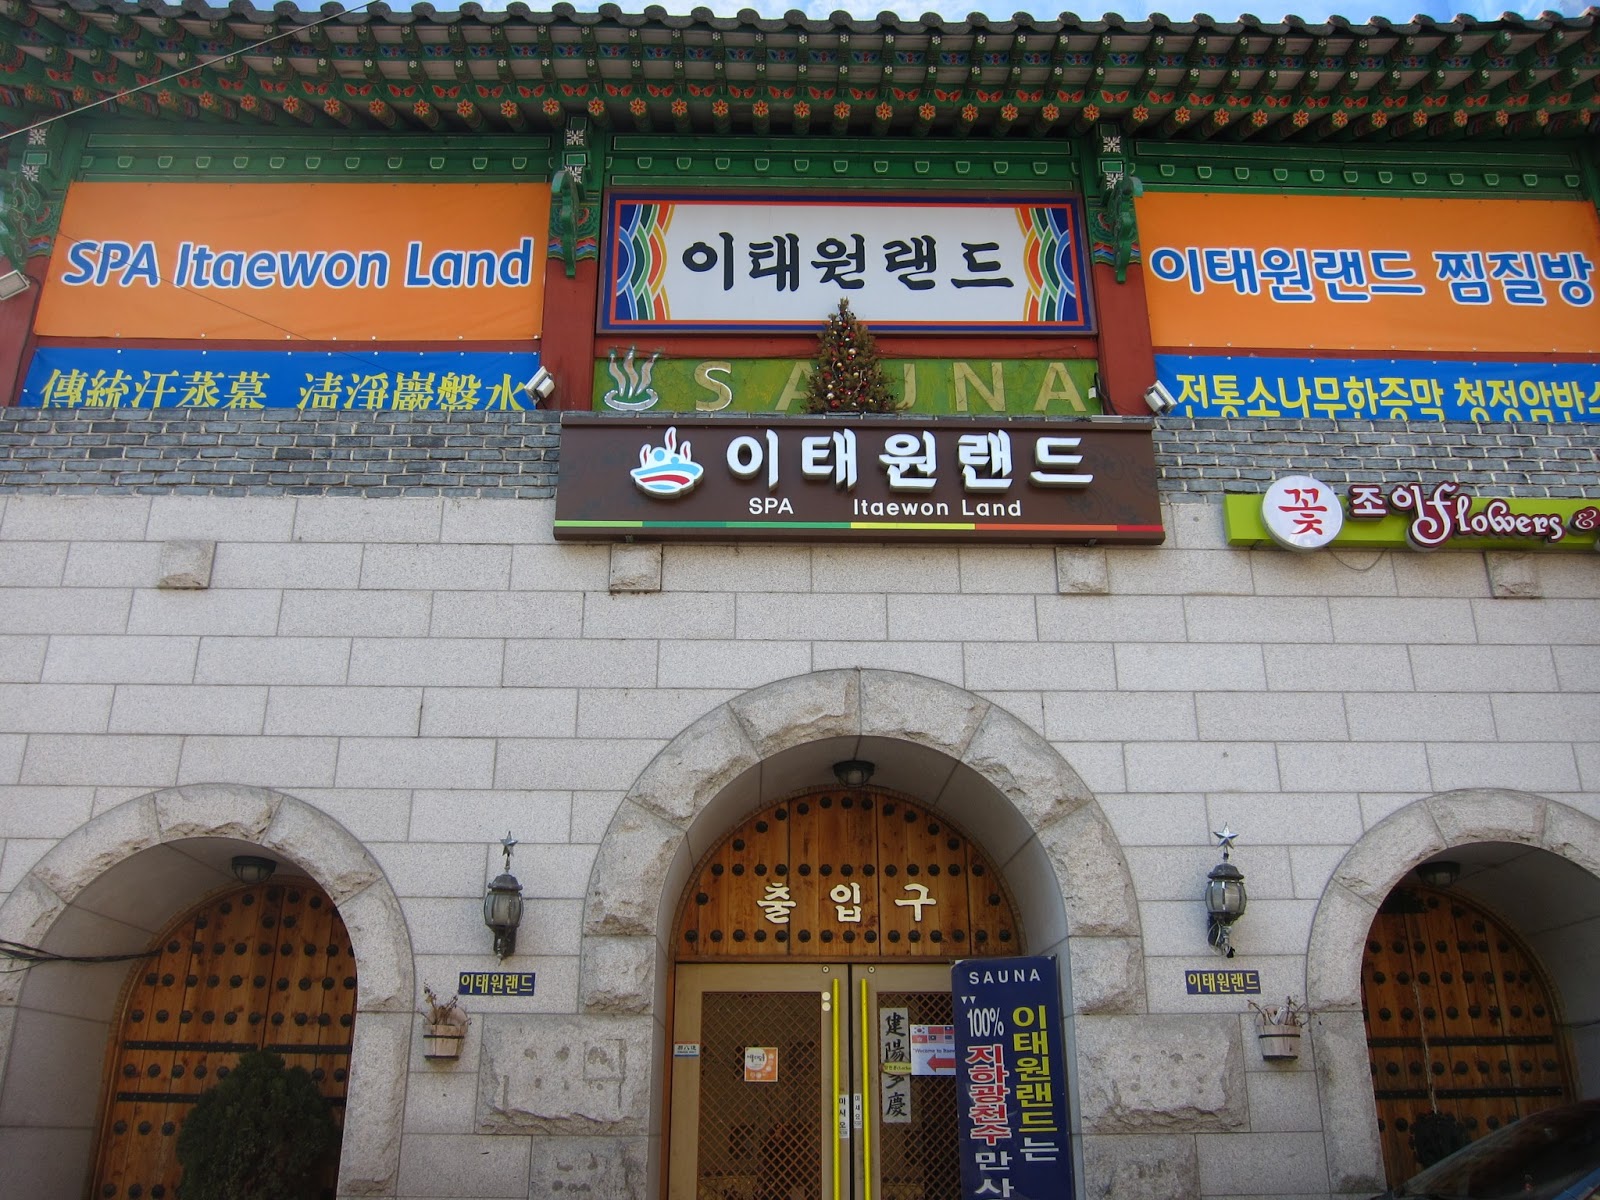 SPA Itaewon Land
이태원랜드
이태원랜드 찜질방
傳統汗蒸幕 淸淨巖盤水
SAUNA
전통소나무한증막 청정암반수
이태원랜드
SPA Itaewon Land
꽃조아 flowers &
출입구
이태원랜드
이태원랜드
SAUNA
이태원랜드는
100% 지하광천수만 사
建陽多慶
"Welcome to